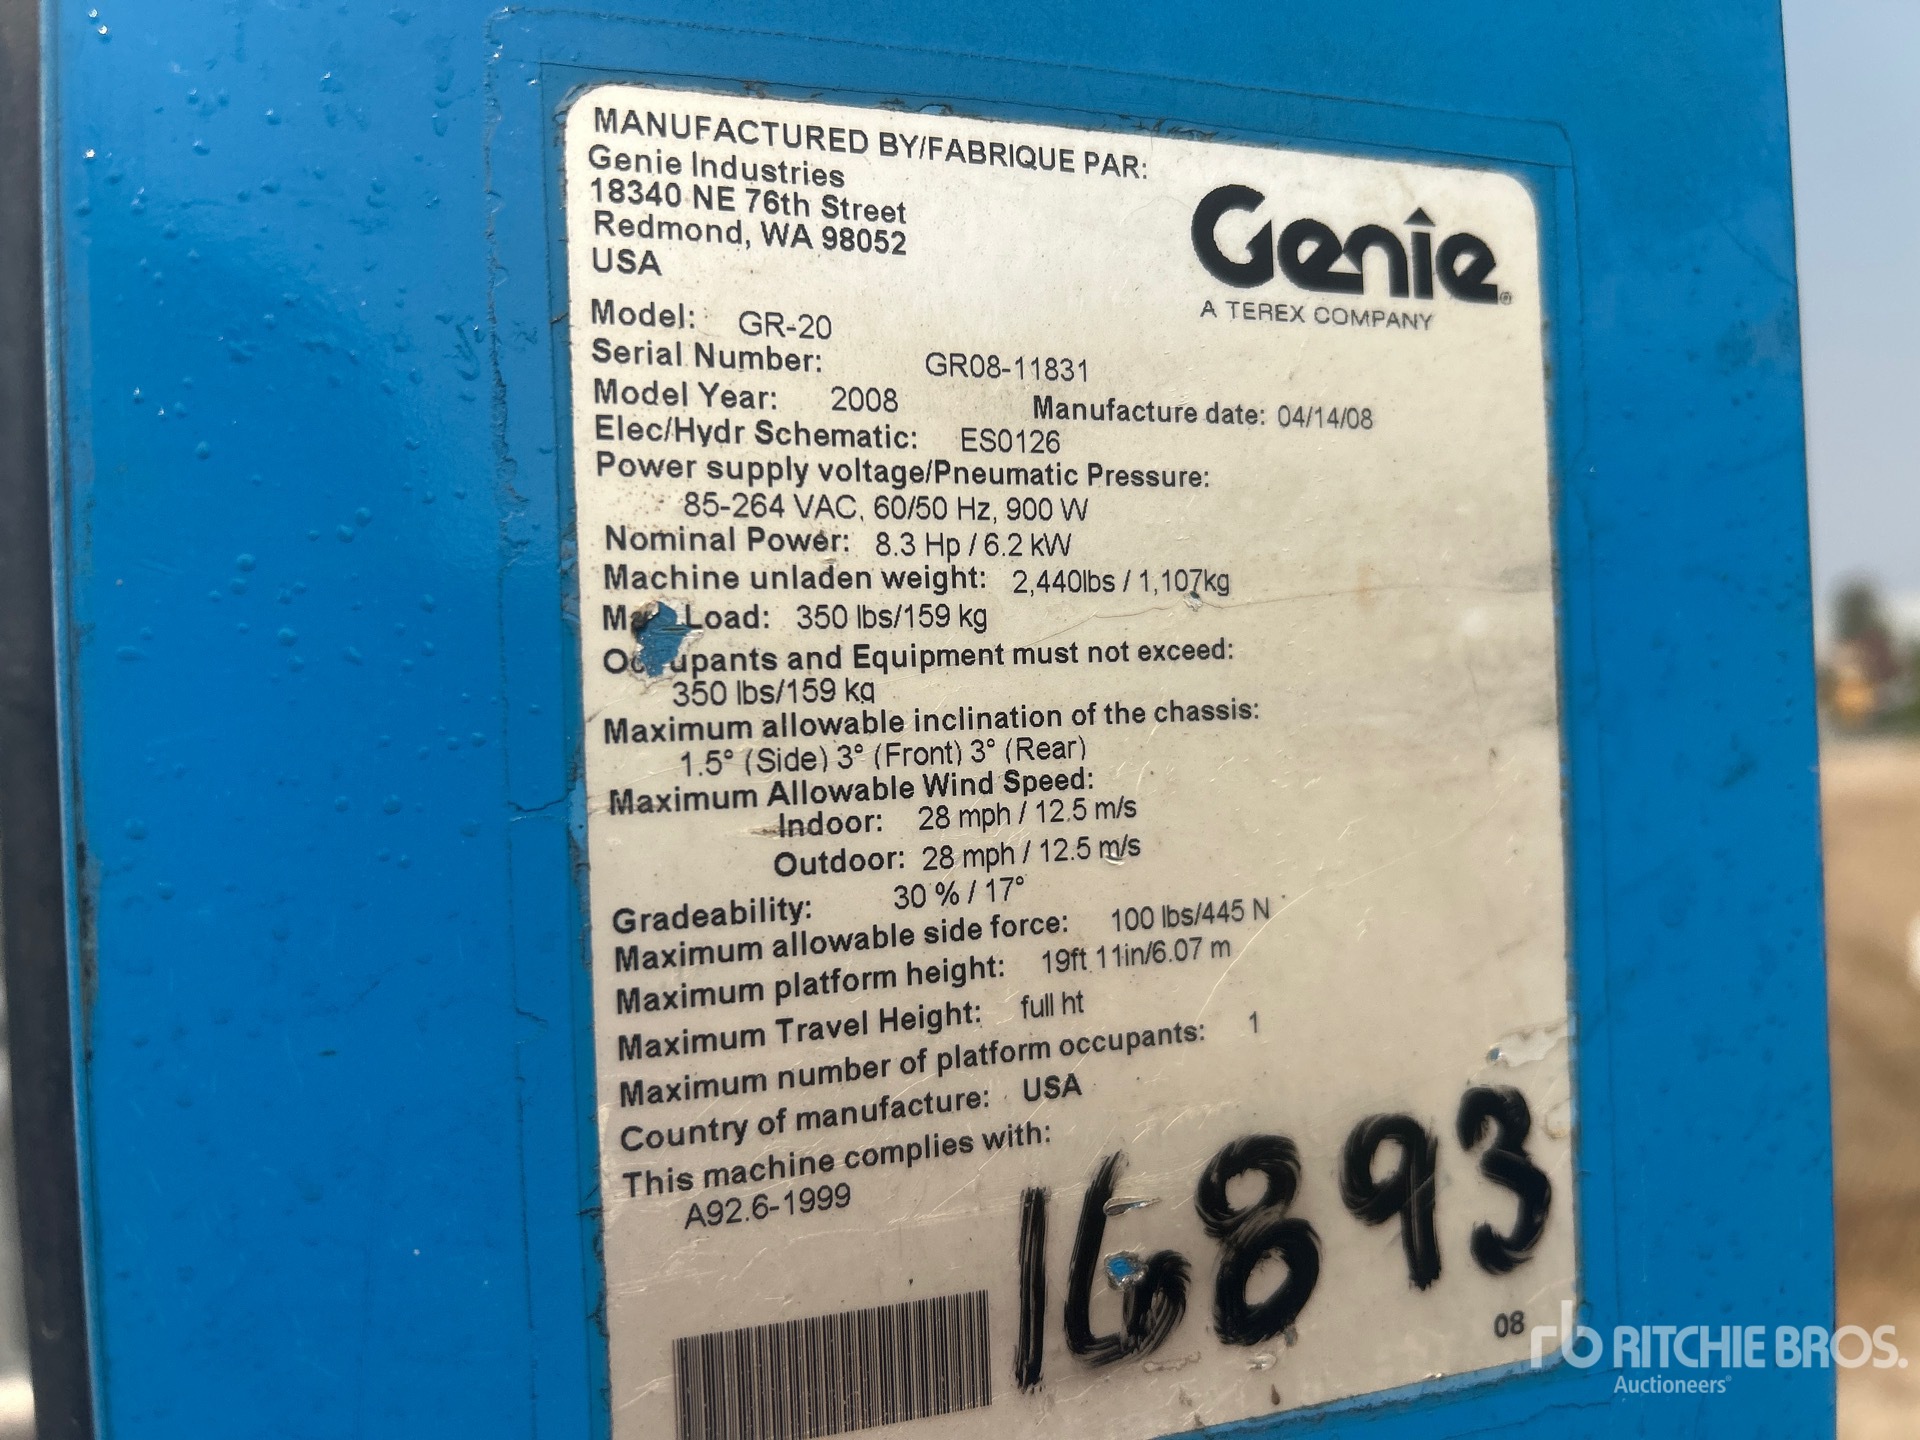 MANUFACTURED BY/FABRIQUE PAR:
Genie Industries
18340 NE 76th Street
Redmond, WA 98052
USA
Genie®
A TEREX COMPANY
Model: GR-20
Serial Number: GR08-11831
Model Year: 2008 Manufacture date: 04/14/08
Elec/Hydr Schematic: ES0126
Power supply voltage/Pneumatic Pressure:
85-264 VAC, 60/50 Hz, 900 W
Nominal Power: 8.3 Hp / 6.2 kW
Machine unladen weight: 2,440lbs / 1,107kg
Load: 350 lbs/159 kg
and Equipment must not exceed:
350 lbs/159 kg
Maximum allowable inclination of the chassis:
1.5° (Side) 3° (Front) 3° (Rear)
Maximum Allowable Wind Speed:
Indoor: 28 mph / 12.5 m/s
Outdoor: 28 mph / 12.5 m/s
Gradeability: 30 % / 17°
Maximum allowable side force: 100 lbs/445 N
Maximum platform height: 19ft 11in/6.07 m
Maximum Travel Height: full ht
Maximum number of platform occupants: 1
Country of manufacture: USA
This machine complies with:
A92.6-1999
16893
08
rb RITCHIE BROS.
Auctioneers®